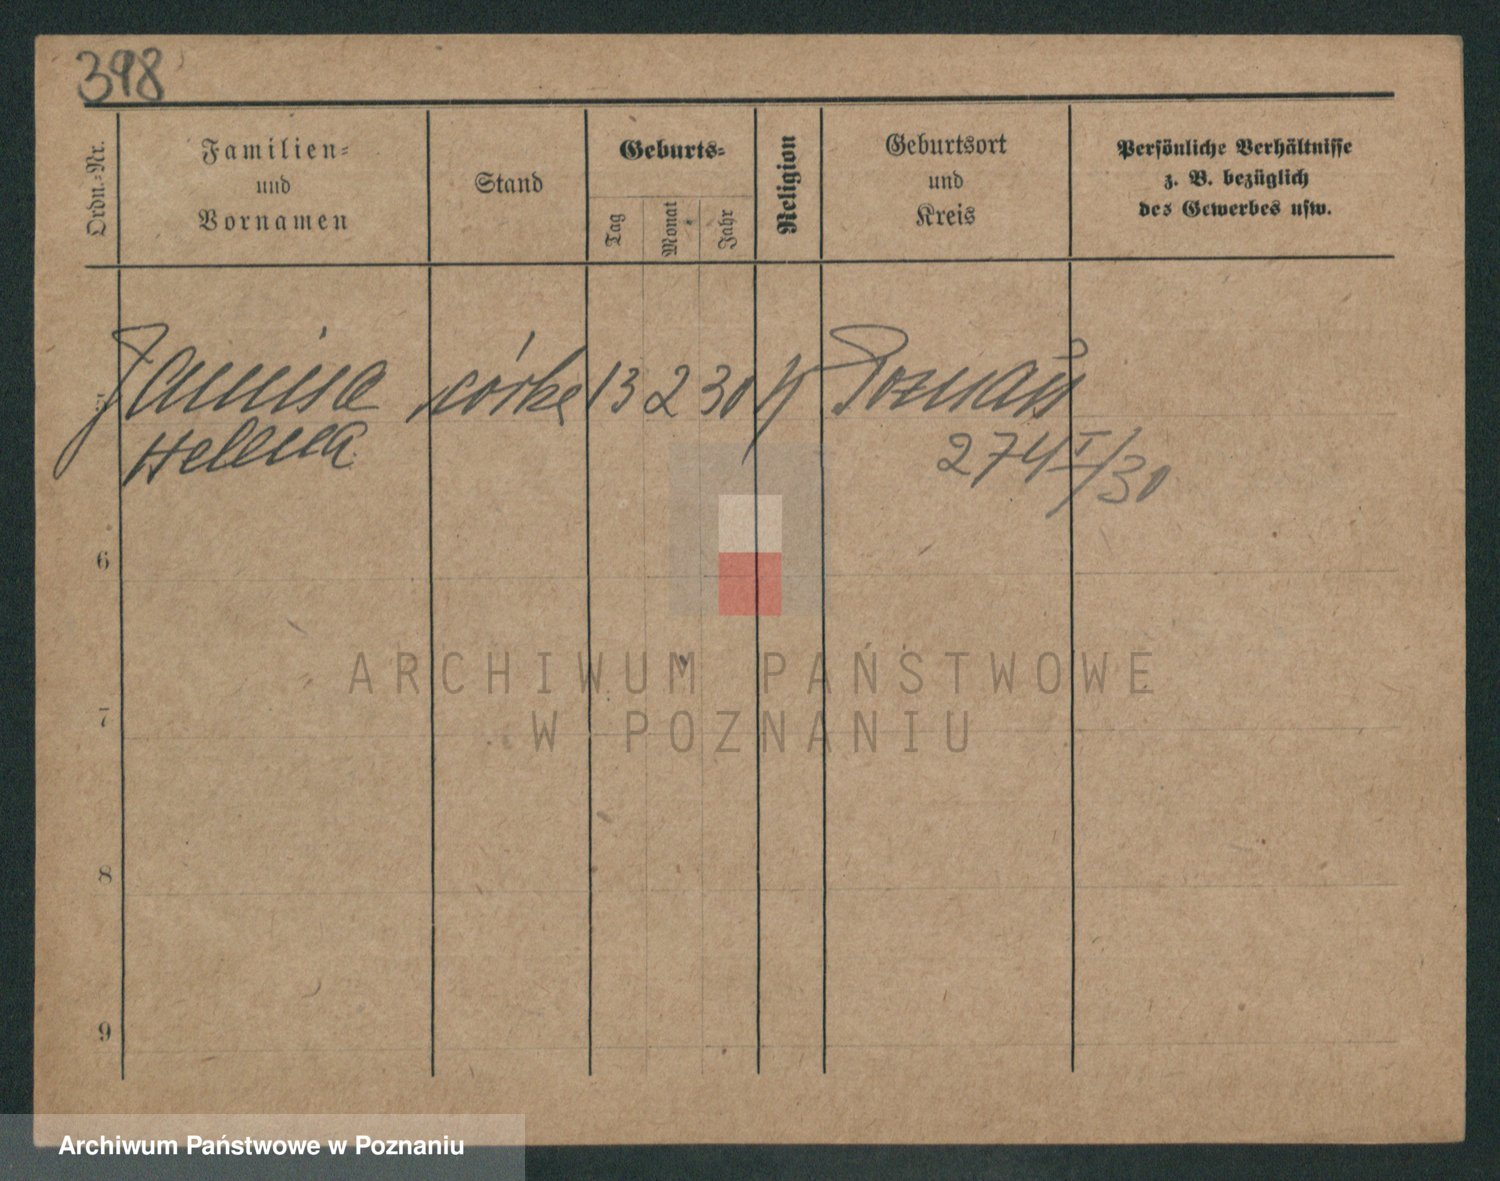 398
Ordn.-Nr.
Familien-
und
Vornamen
Stand
Geburts-
Tag
Monat
Jahr
Religion
Geburtsort
und
Kreis
Persönliche Verhältnisse
z. B. bezüglich
des Gewerbes usw.
Janina córka 13 2 30 Poznań
Helena
274 I/30
6
7
8
9
ARCHIWUM PAŃSTWOWE
W POZNANIU
Archiwum Państwowe w Poznaniu